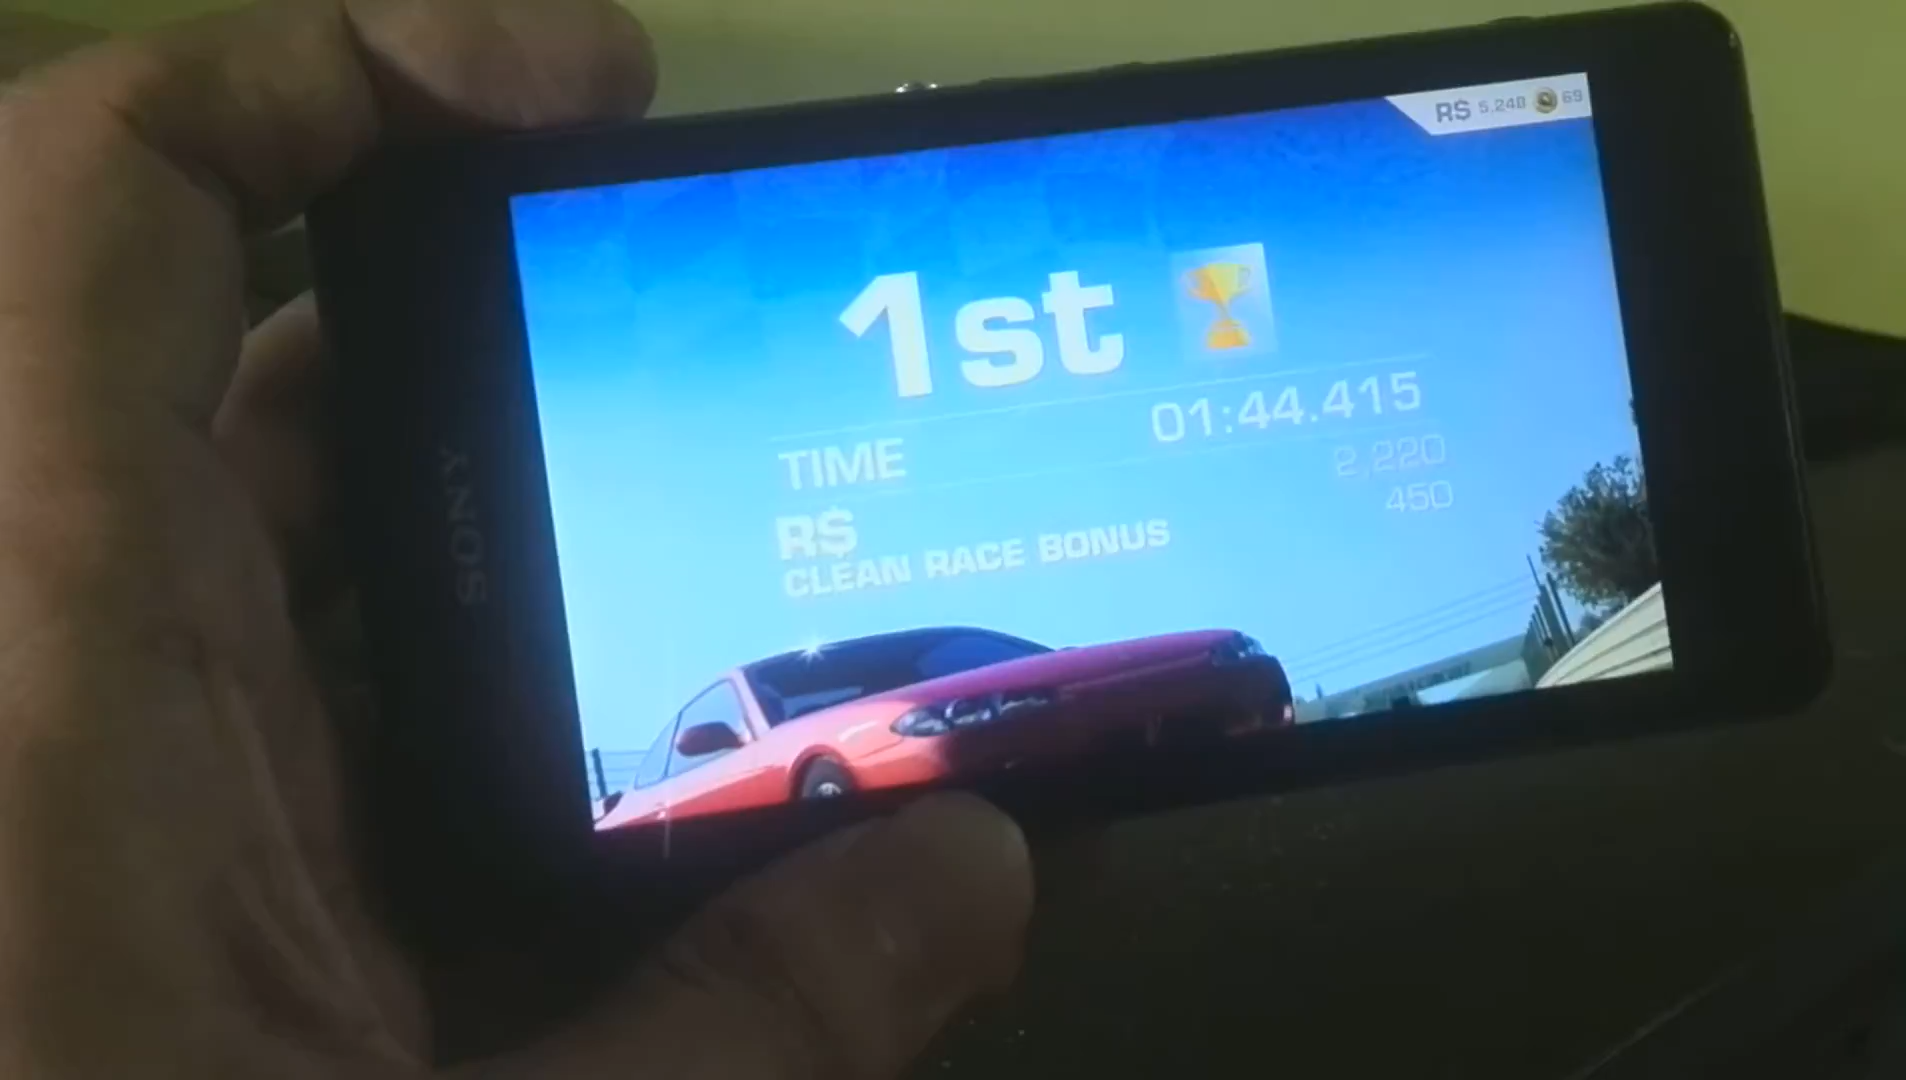 R$ 5,248 69
1st
TIME 01:44.415
R$ 2,220
CLEAN RACE BONUS 450
SONY